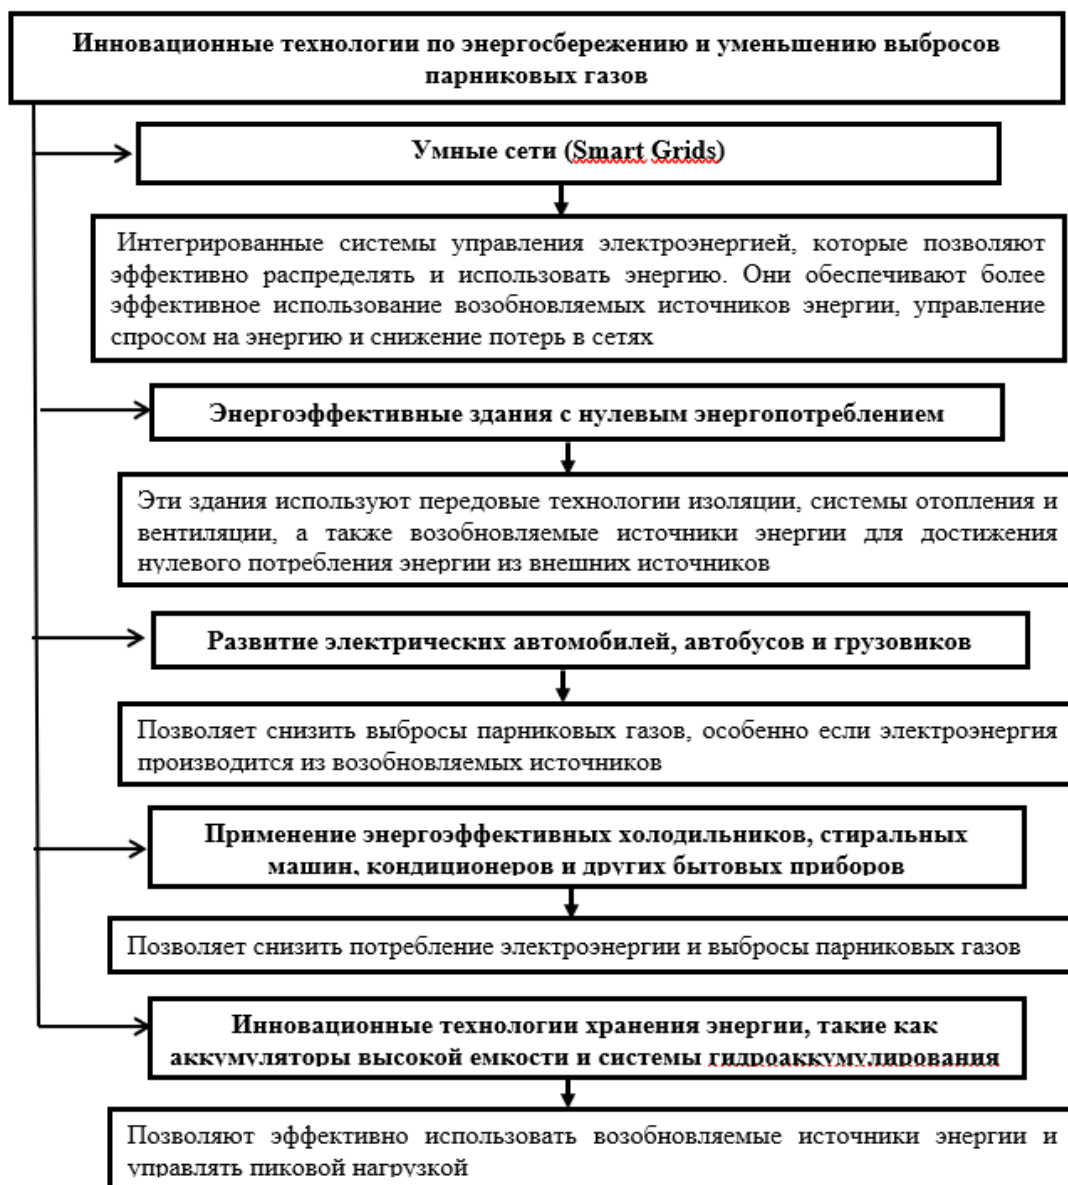 Инновационные технологии по энергосбережению и уменьшению выбросов
парниковых газов
Умные сети (Smart Grids)
Интегрированные системы управления электроэнергией, которые позволяют
эффективно распределять и использовать энергию. Они обеспечивают более
эффективное использование возобновляемых источников энергии, управление
спросом на энергию и снижение потерь в сетях
Энергоэффективные здания с нулевым энергопотреблением
Эти здания используют передовые технологии изоляции, системы отопления и
вентиляции, а также возобновляемые источники энергии для достижения
нулевого потребления энергии из внешних источников
Развитие электрических автомобилей, автобусов и грузовиков
Позволяет снизить выбросы парниковых газов, особенно если электроэнергия
производится из возобновляемых источников
Применение энергоэффективных холодильников, стиральных
машин, кондиционеров и других бытовых приборов
Позволяет снизить потребление электроэнергии и выбросы парниковых газов
Инновационные технологии хранения энергии, такие как
аккумуляторы высокой емкости и системы гидроаккумулирования
Позволяют эффективно использовать возобновляемые источники энергии и
управлять пиковой нагрузкой